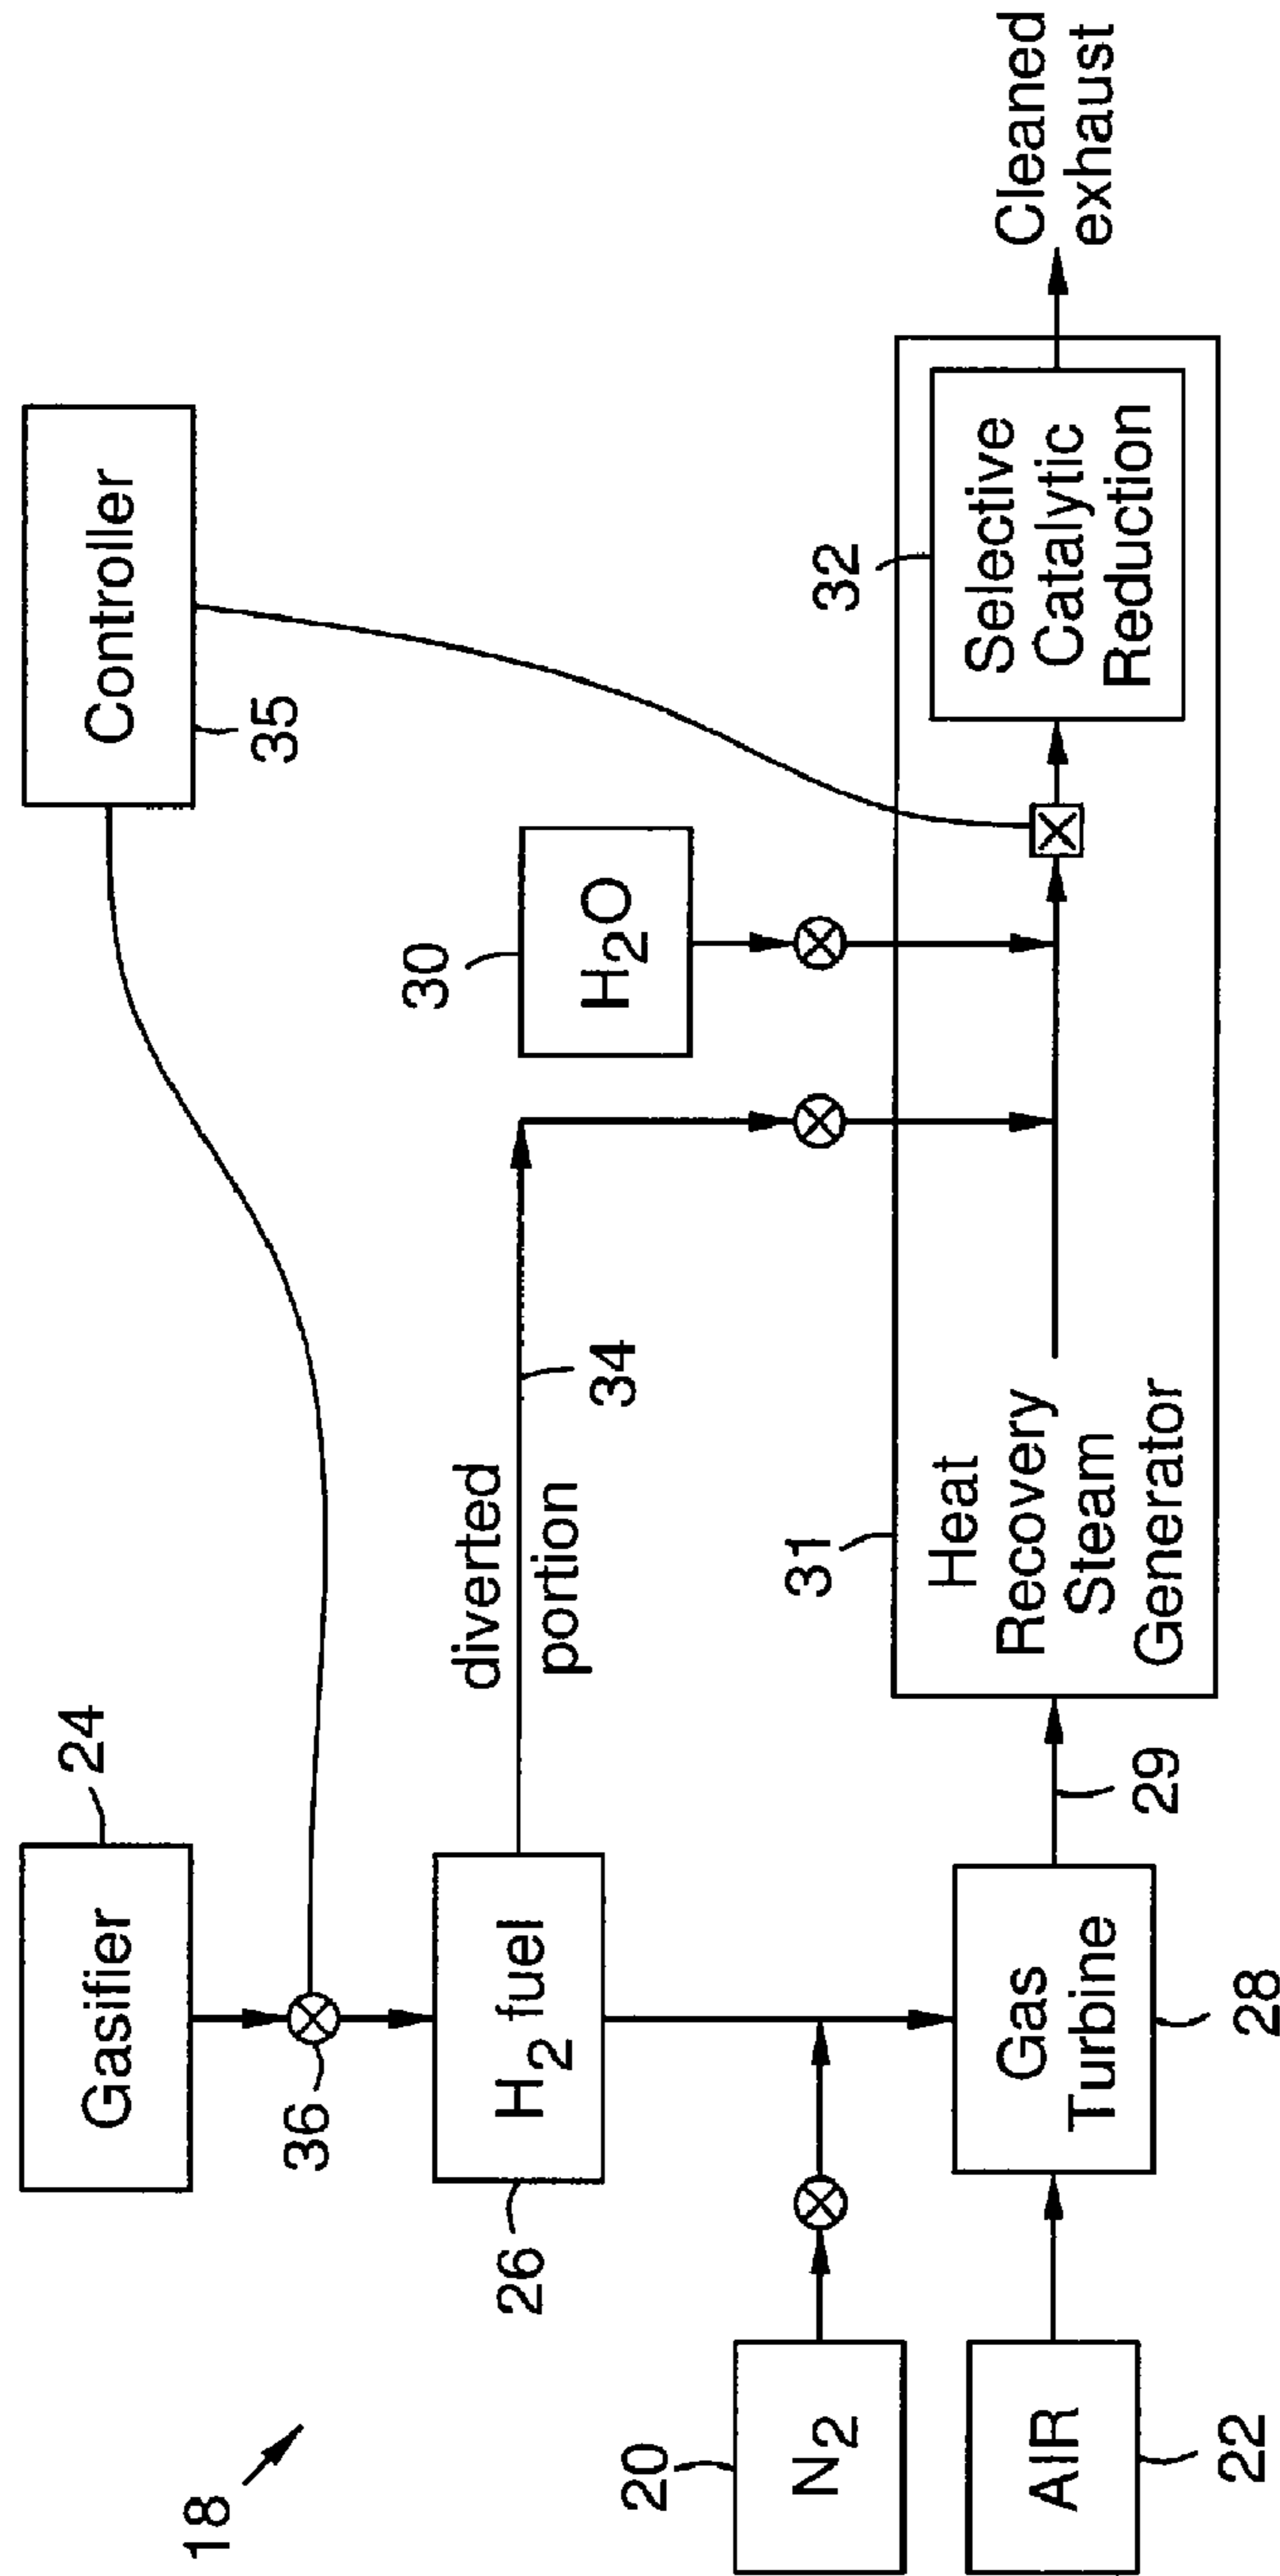 18
Gasifier
24
36
Controller
35
H2 fuel
26
diverted
portion
34
30
H2O
N2
20
AIR
22
Gas
Turbine
28
29
31
Heat
Recovery
Steam
Generator
32
Selective
Catalytic
Reduction
Cleaned
exhaust